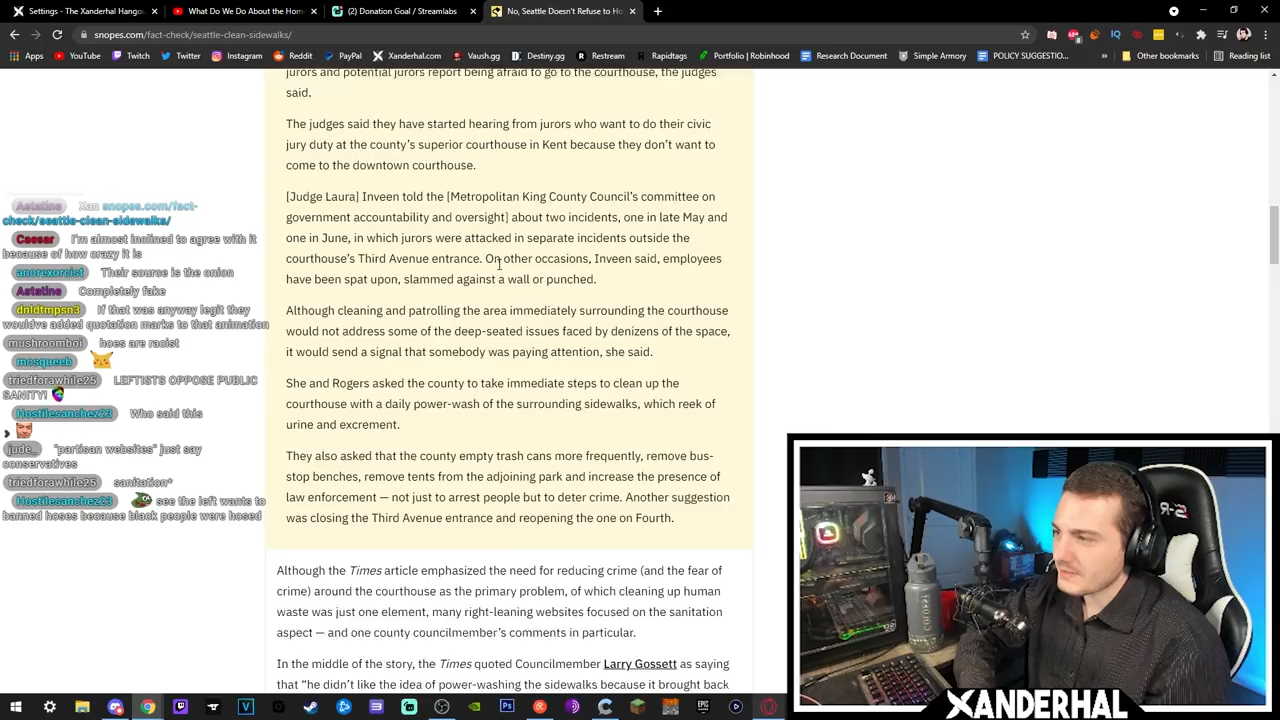 Settings - The Xanderhal Hangou
What Do We Do About the Hom
(2) Donation Goal / Streamlabs
No, Seattle Doesn't Refuse to Ho
snopes.com/fact-check/seattle-clean-sidewalks/
Apps
YouTube
Twitch
Twitter
Instagram
Reddit
PayPal
Xanderhal.com
Vaush.gg
Destiny.gg
Restream
Rapidtags
Portfolio | Robinhood
Research Document
Simple Armory
POLICY SUGGESTIO...
Reading list
jurors and potential jurors report being afraid to go to the courthouse, the judges
said.
The judges said they have started hearing from jurors who want to do their civic
jury duty at the county's superior courthouse in Kent because they don't want to
come to the downtown courthouse.
[Judge Laura] Inveen told the [Metropolitan King County Council's committee on
government accountability and oversight] about two incidents, one in late May and
one in June, in which jurors were attacked in separate incidents outside the
courthouse's Third Avenue entrance. On other occasions, Inveen said, employees
have been spat upon, slammed against a wall or punched.
Although cleaning and patrolling the area immediately surrounding the courthouse
would not address some of the deep-seated issues faced by denizens of the space,
it would send a signal that somebody was paying attention, she said.
She and Rogers asked the county to take immediate steps to clean up the
courthouse with a daily power-wash of the surrounding sidewalks, which reek of
urine and excrement.
They also asked that the county empty trash cans more frequently, remove bus-
stop benches, remove tents from the adjoining park and increase the presence of
law enforcement — not just to arrest people but to deter crime. Another suggestion
was closing the Third Avenue entrance and reopening the one on Fourth.
Although the Times article emphasized the need for reducing crime (and the fear of
crime) around the courthouse as the primary problem, of which cleaning up human
waste was just one element, many right-leaning websites focused on the sanitation
aspect — and one county councilmember's comments in particular.
In the middle of the story, the Times quoted Councilmember Larry Gossett as saying
that "he didn't like the idea of power-washing the sidewalks because it brought back
Astatine Xan snopes.com/fact-
check/seattle-clean-sidewalks/
Caesar I'm almost inclined to agree with it
because of how crazy it is
anorexorcist Their source is the onion
Astatine Completely fake
dnldtmpsn3 If that was anyway legit they
wouldve added quotation marks to that animation
mushroomboi hoes are racist
mcsqueeb
triedforawhile25 LEFTISTS OPPOSE PUBLIC
SANITY!
Hostilesanchez23 Who said this
jude_ "partisan websites" just say
conservatives
triedforawhile25 sanitation*
Hostilesanchez23 see the left wants to
banned hoses because black people were hosed
XANDERHAL